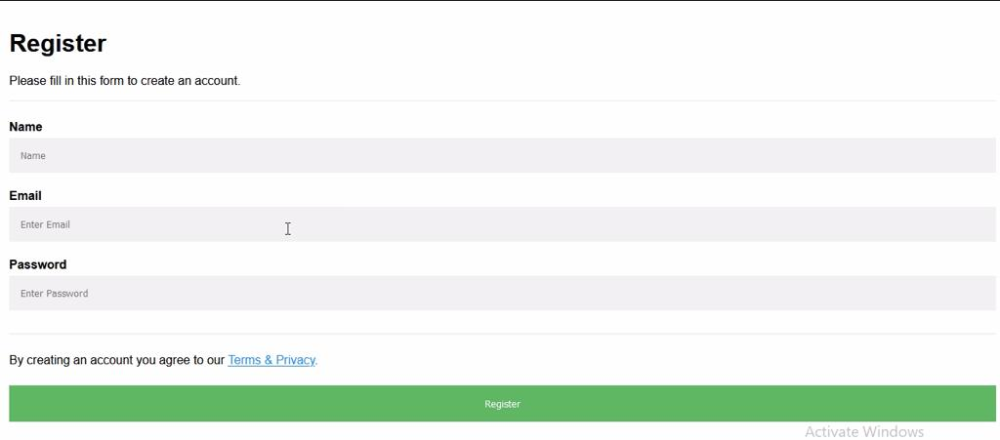 Register
Please fill in this form to create an account.
Name
Name
Email
Enter Email
Password
Enter Password
By creating an account you agree to our Terms & Privacy.
Register
Activate Windows